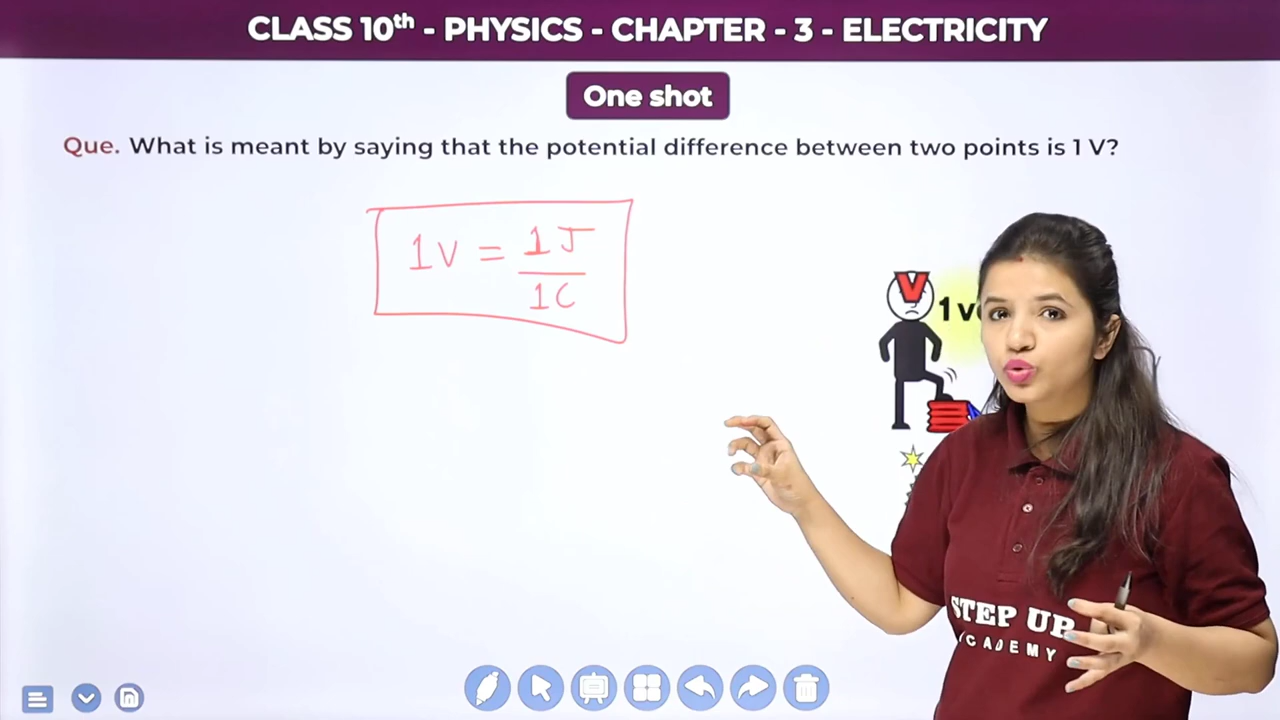 CLASS 10th - PHYSICS - CHAPTER - 3 - ELECTRICITY
One shot
Que. What is meant by saying that the potential difference between two points is 1 V?
1V = 1J
1C
V
1
STEP UP
ACADEMY